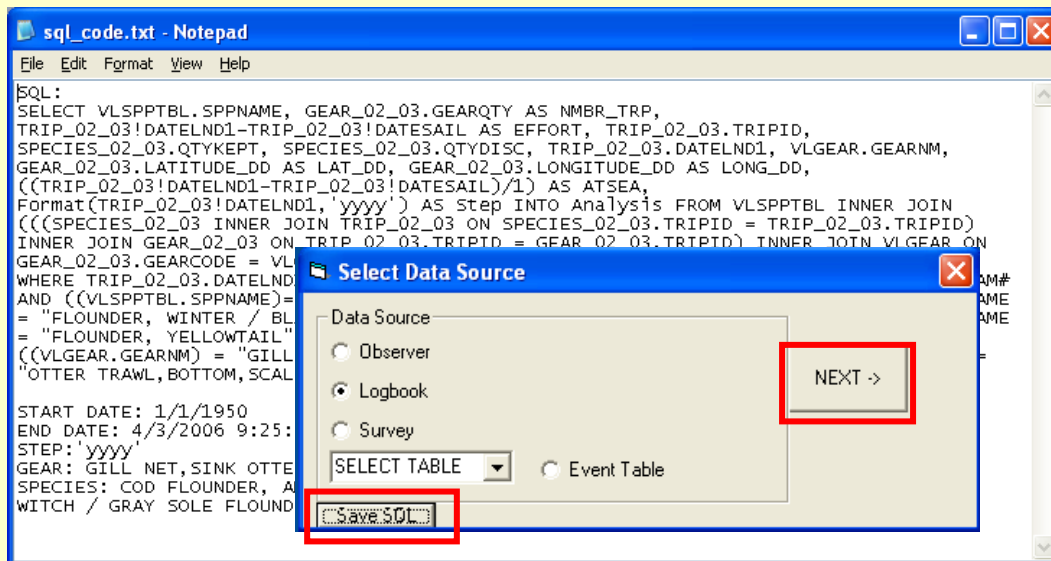 sql_code.txt - Notepad
File Edit Format View Help
SQL:
SELECT VLSPPTBL.SPPNAME, GEAR_02_03.GEARQTY AS NMBR_TRP,
TRIP_02_03!DATELND1-TRIP_02_03!DATESAIL AS EFFORT, TRIP_02_03.TRIPID,
SPECIES_02_03.QTYKEPT, SPECIES_02_03.QTYDISC, TRIP_02_03.DATELND1, VLGEAR.GEARNM,
GEAR_02_03.LATITUDE_DD AS LAT_DD, GEAR_02_03.LONGITUDE_DD AS LONG_DD,
((TRIP_02_03!DATELND1-TRIP_02_03!DATESAIL)/1) AS ATSEA,
Format(TRIP_02_03!DATELND1,'yyyy') AS Step INTO Analysis FROM VLSPPTBL INNER JOIN
(((SPECIES_02_03 INNER JOIN TRIP_02_03 ON SPECIES_02_03.TRIPID = TRIP_02_03.TRIPID)
INNER JOIN GEAR_02_03 ON TRIP_02_03.TRIPID = GEAR_02_03.TRIPID) INNER JOIN VLGEAR ON
GEAR_02_03.GEARCODE =
WHERE TRIP_02_03.DATELND AM#
AND ((VLSPPTBL.SPPNAME)= AME
= "FLOUNDER, WINTER / BL AME
= "FLOUNDER, YELLOWTAIL"
((VLGEAR.GEARNM) = "GILL =
"OTTER TRAWL,BOTTOM,SCAL
START DATE: 1/1/1950
END DATE: 4/3/2006 9:25:
STEP:'yyyy'
GEAR: GILL NET,SINK OTTE
SPECIES: COD FLOUNDER, A
WITCH / GRAY SOLE FLOUND
Select Data Source
Data Source
Observer
Logbook
Survey
SELECT TABLE Event Table
NEXT ->
Save SQL